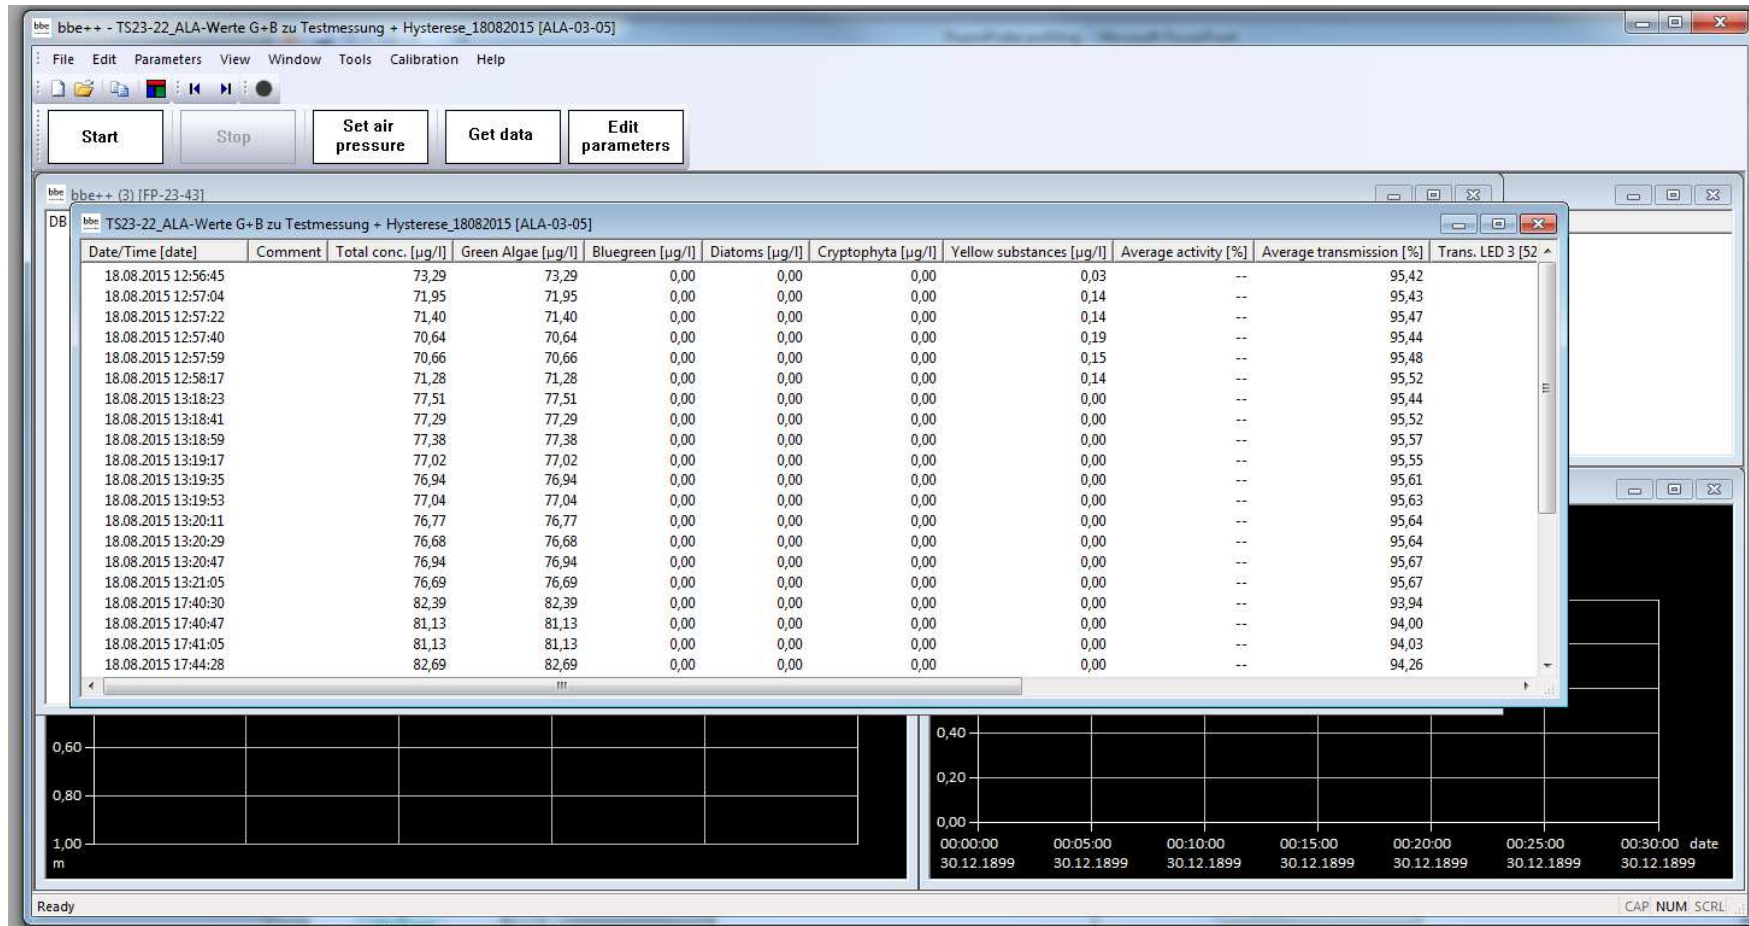 bbe bbe++ - TS23-22_ALA-Werte G+B zu Testmessung + Hysterese_18082015 [ALA-03-05]
File Edit Parameters View Window Tools Calibration Help
Start Stop Set air pressure Get data Edit parameters
bbe bbe++ (3) [FP-23-43]
DB
bbe TS23-22_ALA-Werte G+B zu Testmessung + Hysterese_18082015 [ALA-03-05]
Date/Time [date] Comment Total conc. [µg/l] Green Algae [µg/l] Bluegreen [µg/l] Diatoms [µg/l] Cryptophyta [µg/l] Yellow substances [µg/l] Average activity [%] Average transmission [%] Trans. LED 3 [52
18.08.2015 12:56:45 73,29 73,29 0,00 0,00 0,00 0,03 -- 95,42
18.08.2015 12:57:04 71,95 71,95 0,00 0,00 0,00 0,14 -- 95,43
18.08.2015 12:57:22 71,40 71,40 0,00 0,00 0,00 0,14 -- 95,47
18.08.2015 12:57:40 70,64 70,64 0,00 0,00 0,00 0,19 -- 95,44
18.08.2015 12:57:59 70,66 70,66 0,00 0,00 0,00 0,15 -- 95,48
18.08.2015 12:58:17 71,28 71,28 0,00 0,00 0,00 0,14 -- 95,52
18.08.2015 13:18:23 77,51 77,51 0,00 0,00 0,00 0,00 -- 95,44
18.08.2015 13:18:41 77,29 77,29 0,00 0,00 0,00 0,00 -- 95,52
18.08.2015 13:18:59 77,38 77,38 0,00 0,00 0,00 0,00 -- 95,57
18.08.2015 13:19:17 77,02 77,02 0,00 0,00 0,00 0,00 -- 95,55
18.08.2015 13:19:35 76,94 76,94 0,00 0,00 0,00 0,00 -- 95,61
18.08.2015 13:19:53 77,04 77,04 0,00 0,00 0,00 0,00 -- 95,63
18.08.2015 13:20:11 76,77 76,77 0,00 0,00 0,00 0,00 -- 95,64
18.08.2015 13:20:29 76,68 76,68 0,00 0,00 0,00 0,00 -- 95,64
18.08.2015 13:20:47 76,94 76,94 0,00 0,00 0,00 0,00 -- 95,67
18.08.2015 13:21:05 76,69 76,69 0,00 0,00 0,00 0,00 -- 95,67
18.08.2015 17:40:30 82,39 82,39 0,00 0,00 0,00 0,00 -- 93,94
18.08.2015 17:40:47 81,13 81,13 0,00 0,00 0,00 0,00 -- 94,00
18.08.2015 17:41:05 81,13 81,13 0,00 0,00 0,00 0,00 -- 94,03
18.08.2015 17:44:28 82,69 82,69 0,00 0,00 0,00 0,00 -- 94,26
0,60
0,80
1,00
m
0,40
0,20
0,00
00:00:00 00:05:00 00:10:00 00:15:00 00:20:00 00:25:00 00:30:00 date
30.12.1899 30.12.1899 30.12.1899 30.12.1899 30.12.1899 30.12.1899 30.12.1899
Ready CAP NUM SCRL